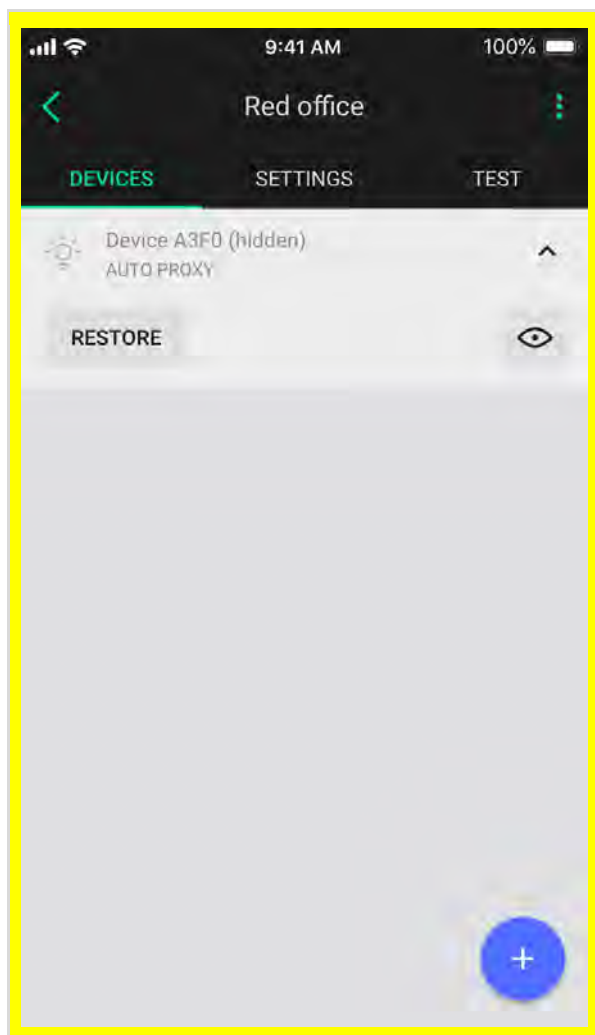 9:41 AM 100%
Red office
DEVICES SETTINGS TEST
Device A3F0 (hidden)
AUTO PROXY
RESTORE